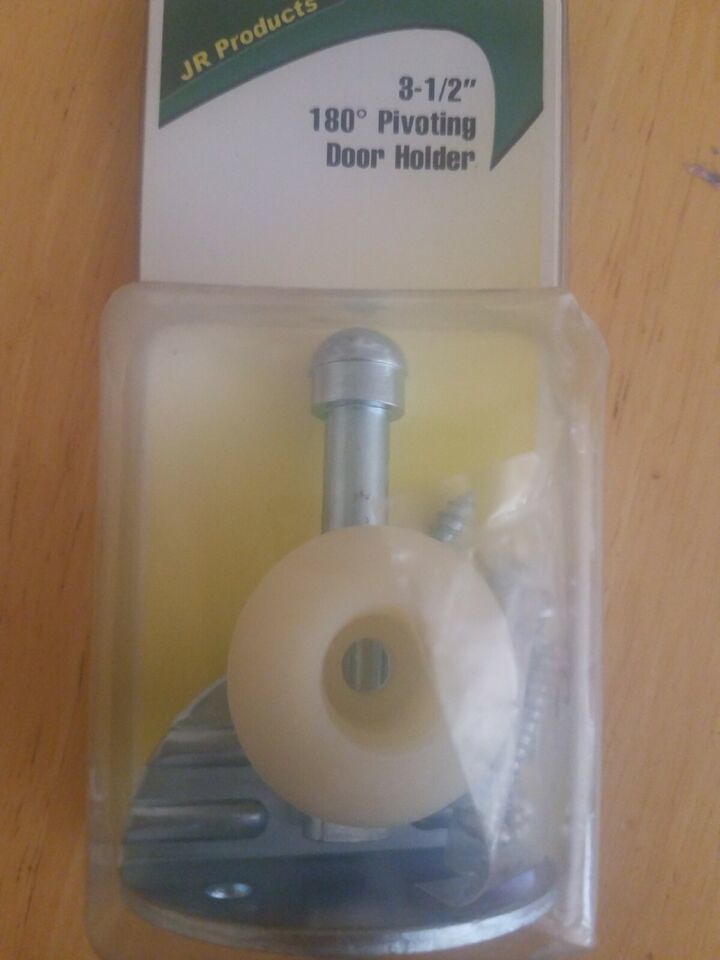 JR Products
3-1/2"
180° Pivoting
Door Holder